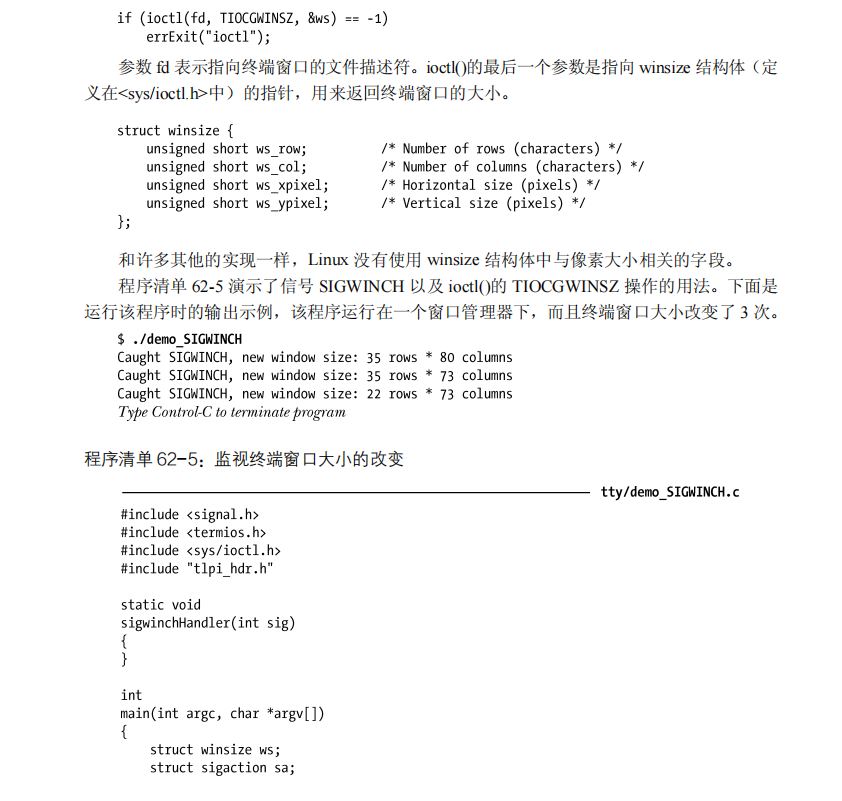 if (ioctl(fd, TIOCGWINSZ, &ws) == -1)
    errExit("ioctl");
参数 fd 表示指向终端窗口的文件描述符。ioctl()的最后一个参数是指向 winsize 结构体（定
义在<sys/ioctl.h>中）的指针，用来返回终端窗口的大小。
struct winsize {
    unsigned short ws_row;          /* Number of rows (characters) */
    unsigned short ws_col;          /* Number of columns (characters) */
    unsigned short ws_xpixel;       /* Horizontal size (pixels) */
    unsigned short ws_ypixel;       /* Vertical size (pixels) */
};
和许多其他的实现一样，Linux 没有使用 winsize 结构体中与像素大小相关的字段。
程序清单 62-5 演示了信号 SIGWINCH 以及 ioctl()的 TIOCGWINSZ 操作的用法。下面是
运行该程序时的输出示例，该程序运行在一个窗口管理器下，而且终端窗口大小改变了 3 次。
$ ./demo_SIGWINCH
Caught SIGWINCH, new window size: 35 rows * 80 columns
Caught SIGWINCH, new window size: 35 rows * 73 columns
Caught SIGWINCH, new window size: 22 rows * 73 columns
Type Control-C to terminate program
程序清单 62-5：监视终端窗口大小的改变
tty/demo_SIGWINCH.c
#include <signal.h>
#include <termios.h>
#include <sys/ioctl.h>
#include "tlpi_hdr.h"
static void
sigwinchHandler(int sig)
{
}
int
main(int argc, char *argv[])
{
    struct winsize ws;
    struct sigaction sa;